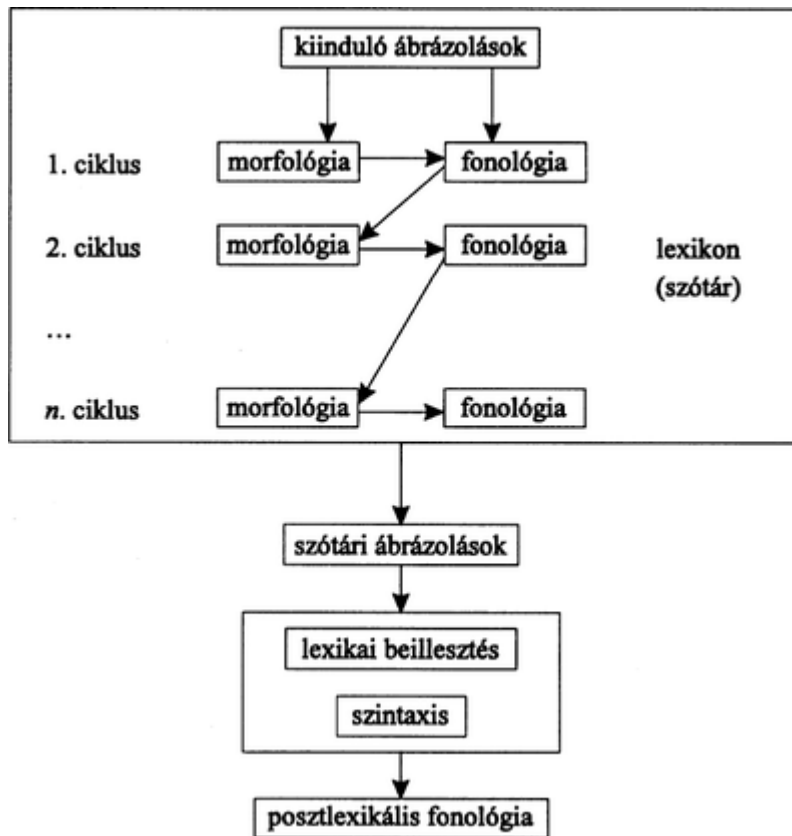 kiinduló ábrázolások
1. ciklus morfológia fonológia
2. ciklus morfológia fonológia
lexikon
(szótár)
...
n. ciklus morfológia fonológia
szótári ábrázolások
lexikai beillesztés
szintaxis
posztlexikális fonológia